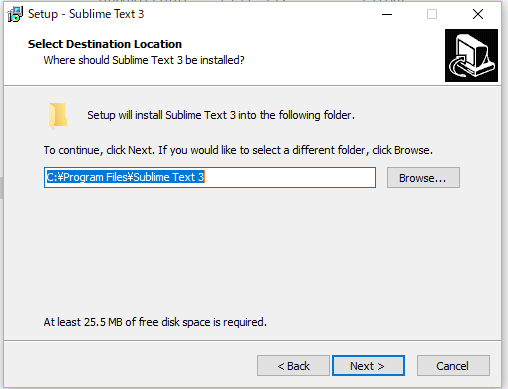 Setup - Sublime Text 3
Select Destination Location
Where should Sublime Text 3 be installed?
Setup will install Sublime Text 3 into the following folder.
To continue, click Next. If you would like to select a different folder, click Browse.
C:¥Program Files¥Sublime Text 3
Browse...
At least 25.5 MB of free disk space is required.
< Back
Next >
Cancel